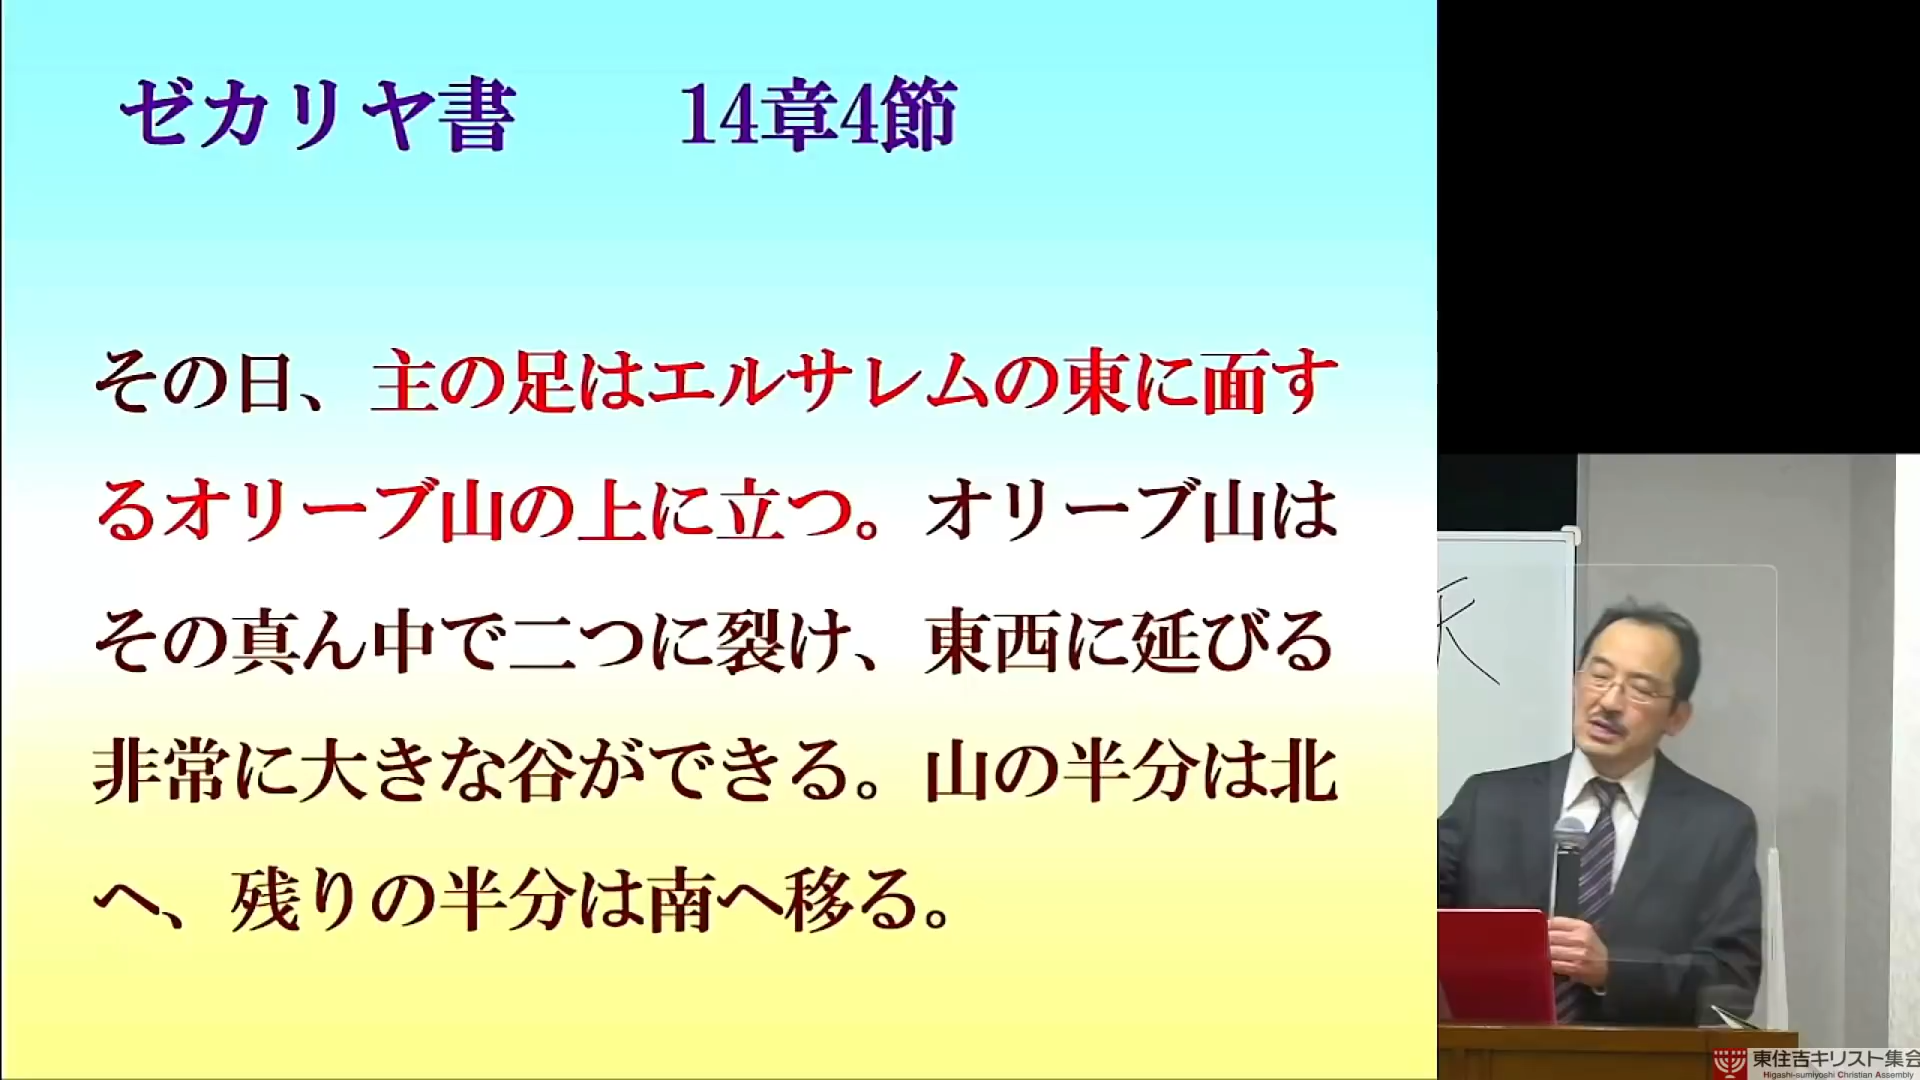 ゼカリヤ書　14章4節
その日、主の足はエルサレムの東に面す
るオリーブ山の上に立つ。オリーブ山は
その真ん中で二つに裂け、東西に延びる
非常に大きな谷ができる。山の半分は北
へ、残りの半分は南へ移る。
東住吉キリスト集会
Higashi-sumiyoshi Christian Assembly